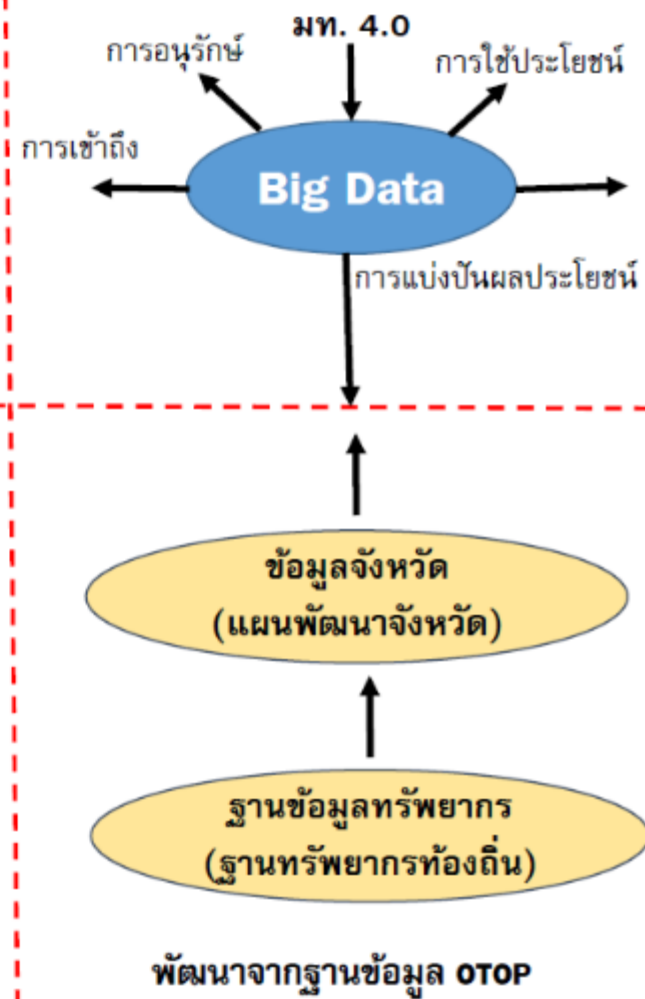 มท. 4.0
การอนุรักษ์
การใช้ประโยชน์
การเข้าถึง
Big Data
การแบ่งปันผลประโยชน์
ข้อมูลจังหวัด
(แผนพัฒนาจังหวัด)
ฐานข้อมูลทรัพยากร
(ฐานทรัพยากรท้องถิ่น)
พัฒนาจากฐานข้อมูล OTOP